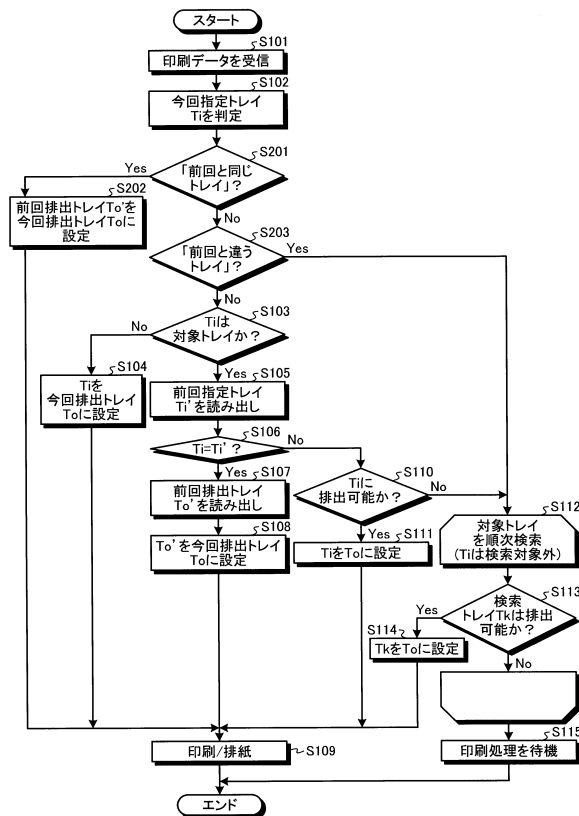 スタート
S101
印刷データを受信
S102
今回指定トレイ
Tiを判定
S201
Yes
「前回と同じ
トレイ」？
No
S202
前回排出トレイTo'を
今回排出トレイToに
設定
S203
「前回と違う
トレイ」？
Yes
No
S103
Tiは
対象トレイか？
No
Yes
S104
Tiを
今回排出トレイ
Toに設定
S105
前回指定トレイ
Ti'を読み出し
S106
Ti=Ti'？
No
Yes
S107
前回排出トレイ
To'を読み出し
S108
To'を今回排出トレイ
Toに設定
S110
Tiに
排出可能か？
No
Yes
S111
TiをToに設定
S112
対象トレイ
を順次検索
(Tiは検索対象外)
S113
検索
トレイTkは排出
可能か？
Yes
S114
TkをToに設定
No
S115
印刷処理を待機
印刷/排紙
S109
エンド